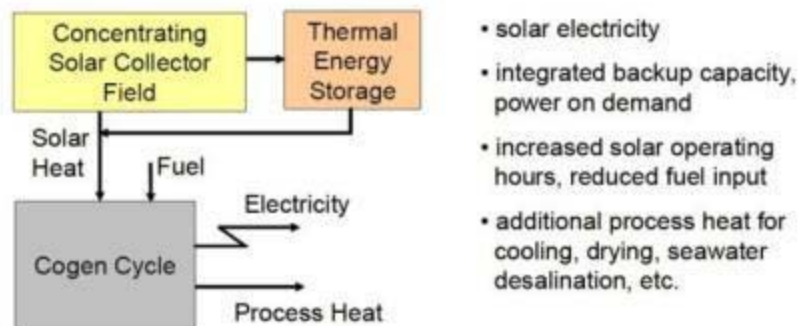 Concentrating
Solar Collector
Field
Thermal
Energy
Storage
Solar
Heat
Fuel
Electricity
Cogen Cycle
Process Heat
• solar electricity
• integrated backup capacity,
power on demand
• increased solar operating
hours, reduced fuel input
• additional process heat for
cooling, drying, seawater
desalination, etc.